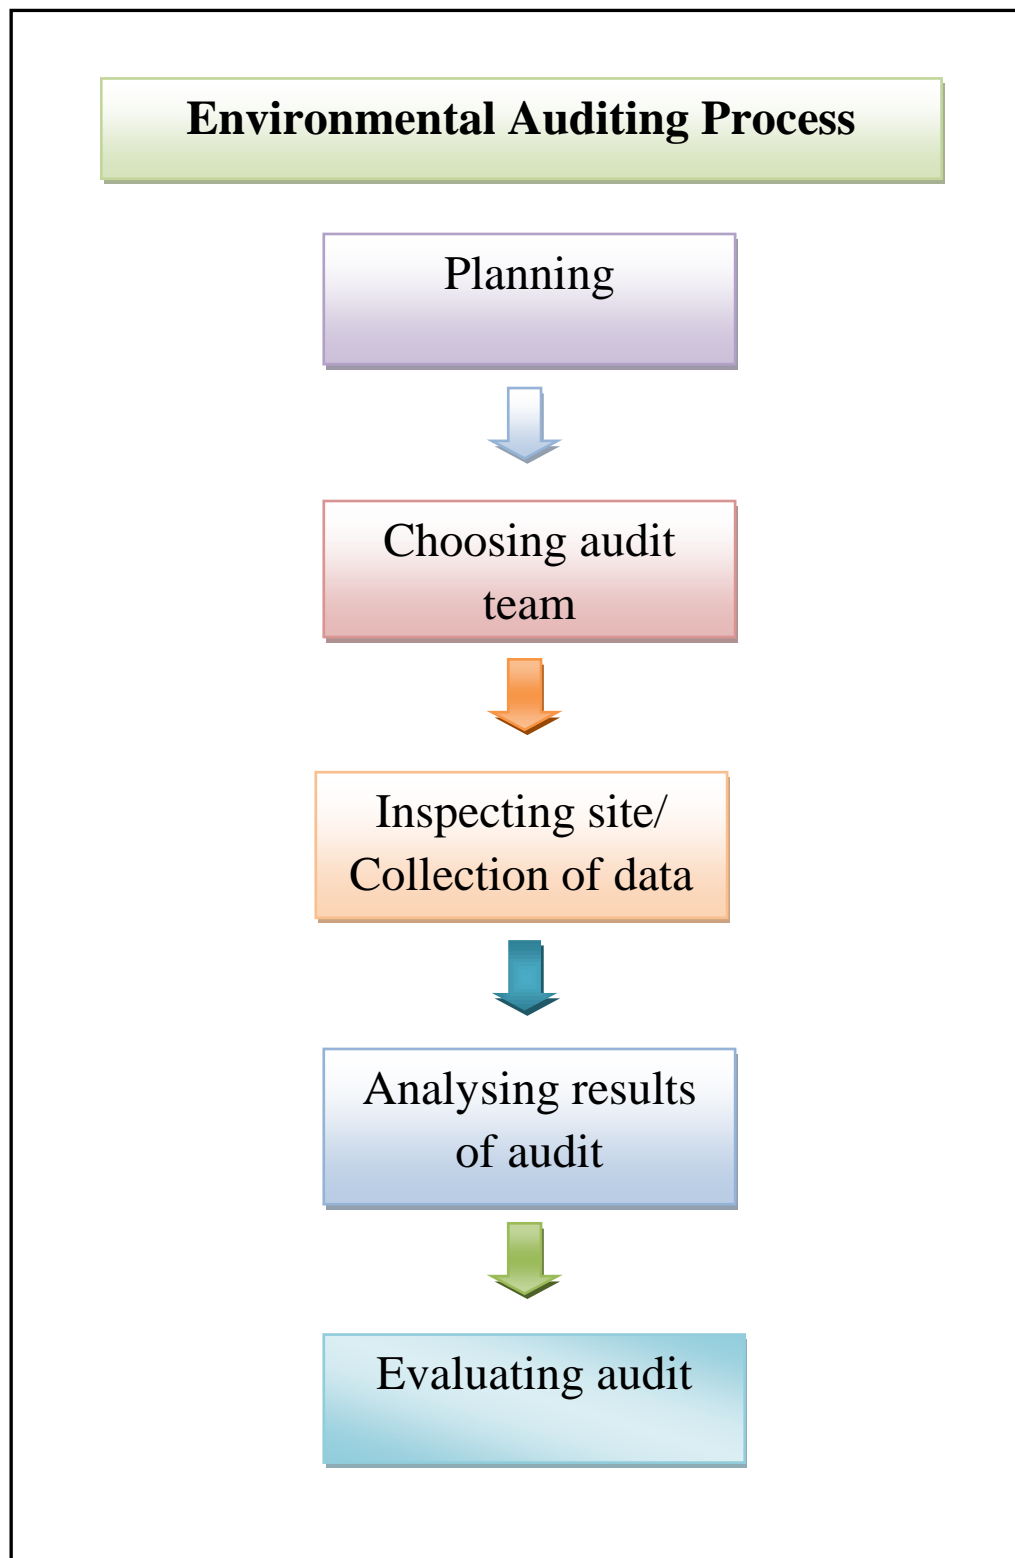 Environmental Auditing Process
Planning
Choosing audit
team
Inspecting site/
Collection of data
Analysing results
of audit
Evaluating audit